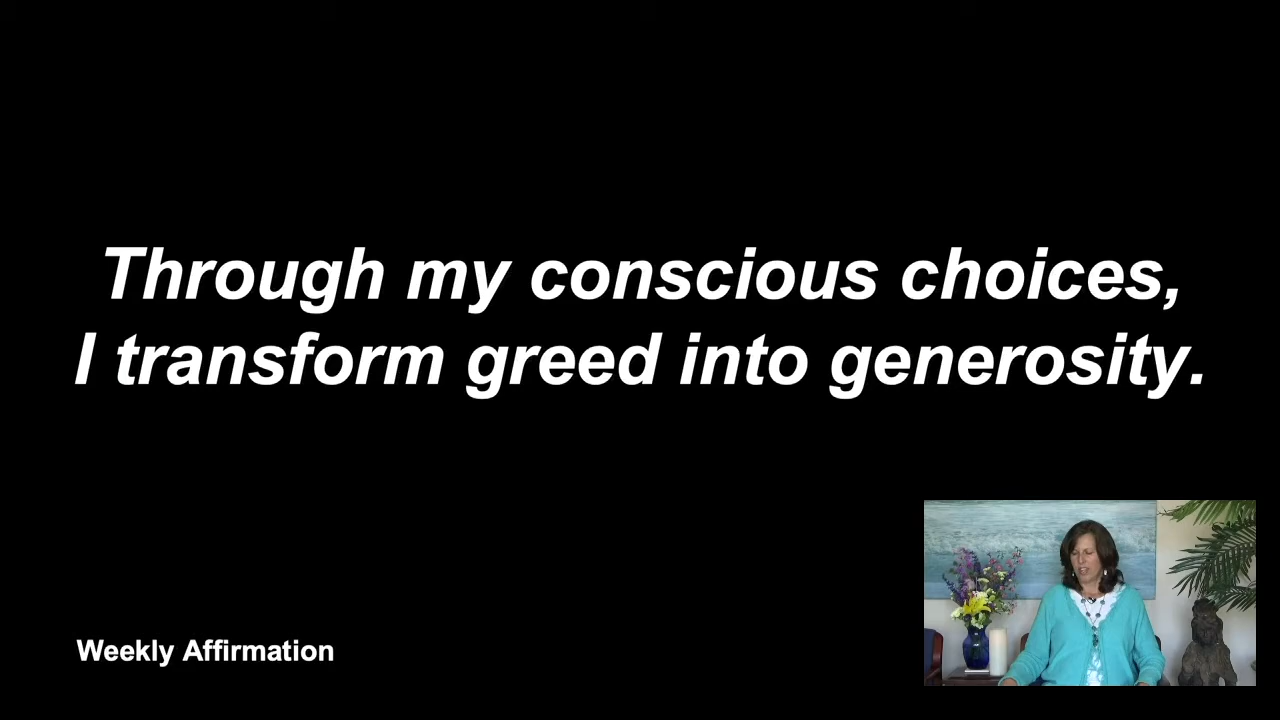 Through my conscious choices,
I transform greed into generosity.
Weekly Affirmation